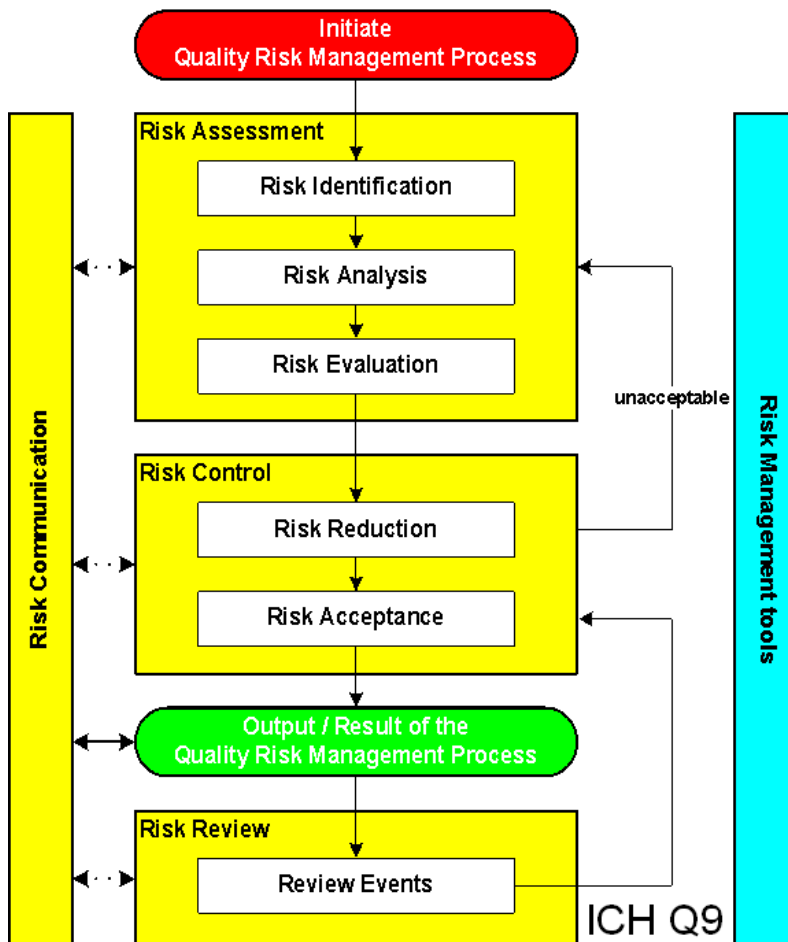 Initiate
Quality Risk Management Process
Risk Assessment
Risk Identification
Risk Analysis
Risk Evaluation
unacceptable
Risk Control
Risk Reduction
Risk Acceptance
Output / Result of the
Quality Risk Management Process
Risk Review
Review Events
Risk Communication
Risk Management tools
ICH Q9